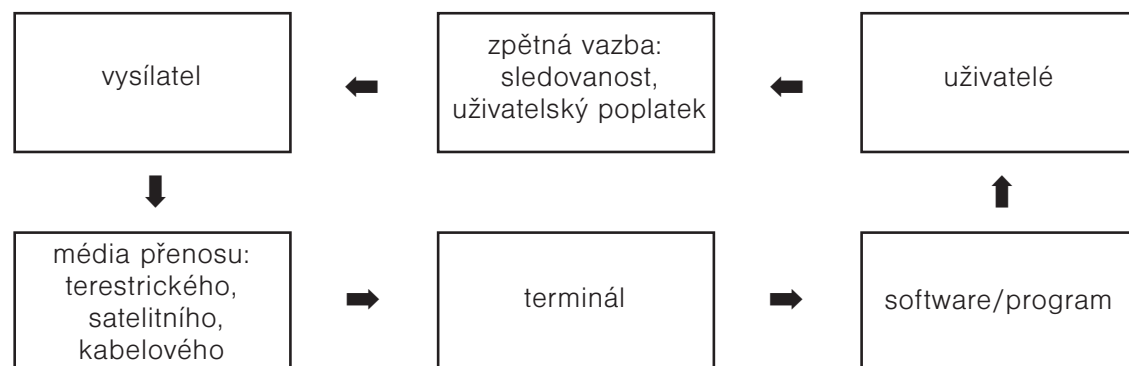 vysílatel
zpětná vazba:
sledovanost,
uživatelský poplatek
uživatelé
média přenosu:
terestrického,
satelitního,
kabelového
terminál
software/program